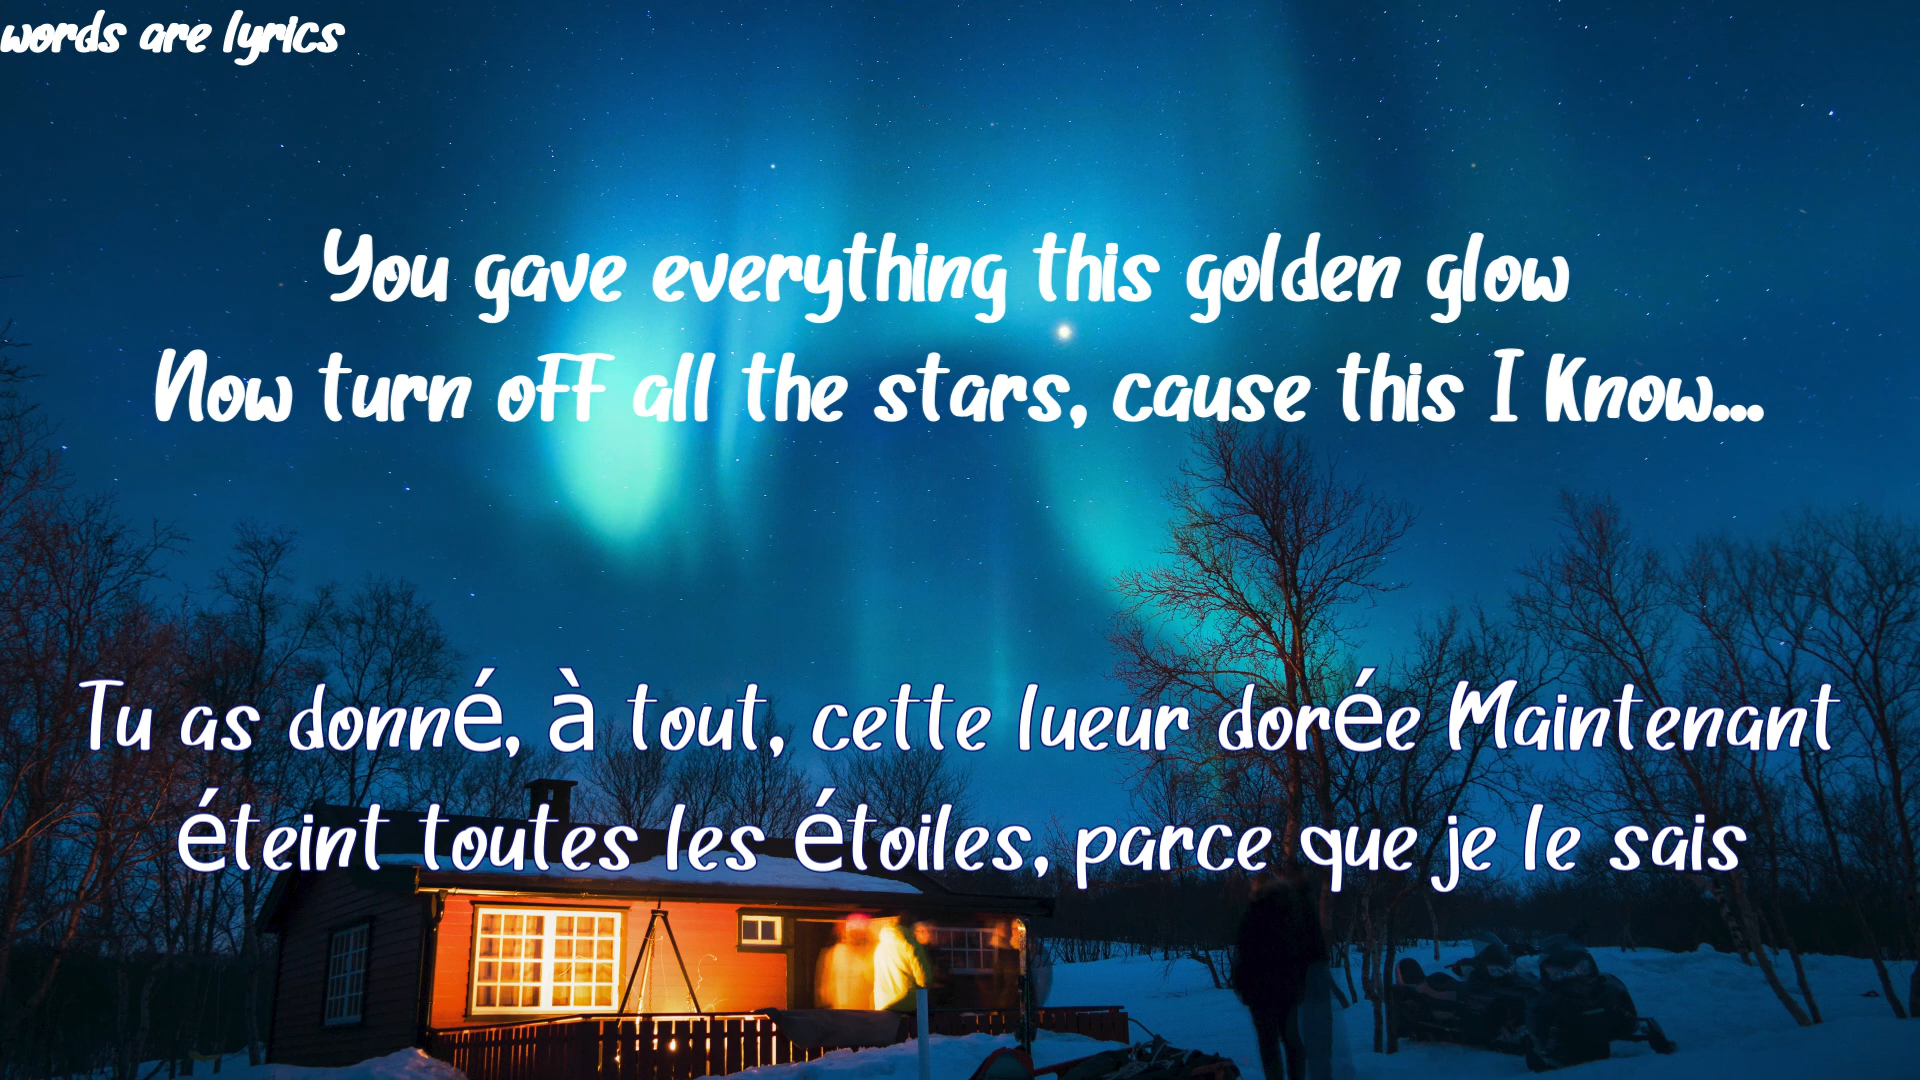 words are lyrics
You gave everything this golden glow
Now turn off all the stars, cause this I Know...
Tu as donné, à tout, cette lueur dorée Maintenant
éteint toutes les étoiles, parce que je le sais